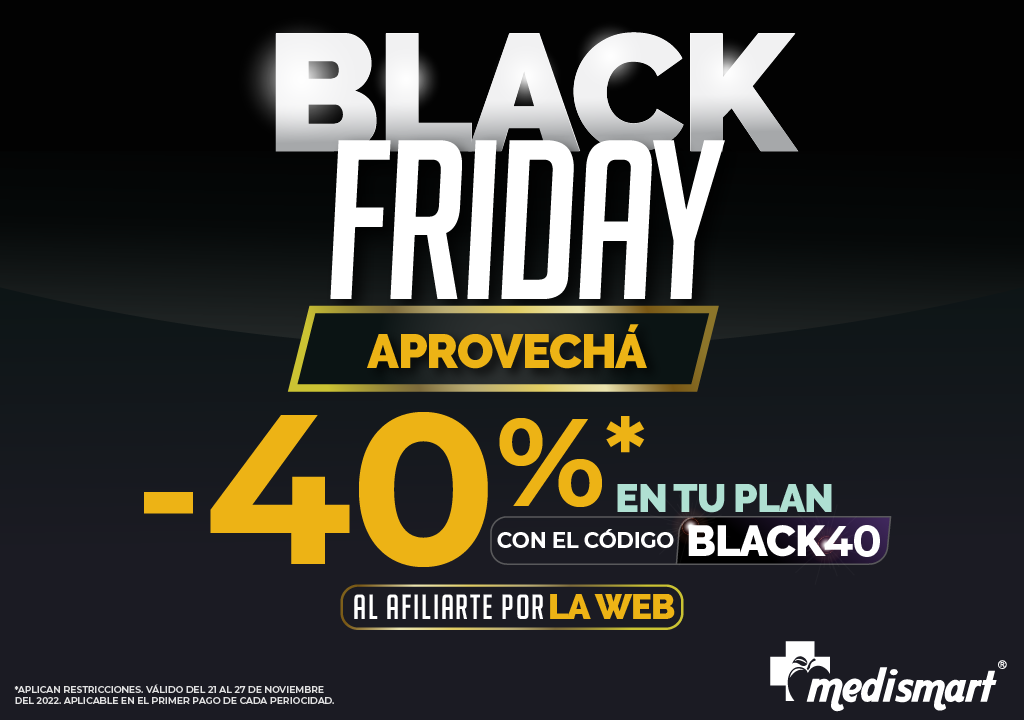 BLACK
FRIDAY
APROVECHÁ
-40%*
EN TU PLAN
CON EL CÓDIGO BLACK40
AL AFILIARTE POR LA WEB
*APLICAN RESTRICCIONES. VÁLIDO DEL 21 AL 27 DE NOVIEMBRE
DEL 2022. APLICABLE EN EL PRIMER PAGO DE CADA PERIOCIDAD.
medismart®